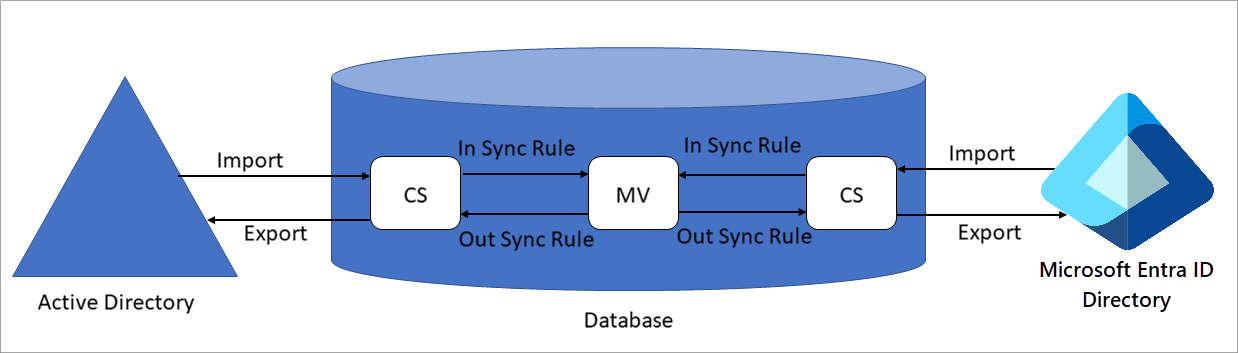 Import
Export
Active Directory
CS
In Sync Rule
Out Sync Rule
MV
In Sync Rule
Out Sync Rule
CS
Database
Import
Export
Microsoft Entra ID
Directory